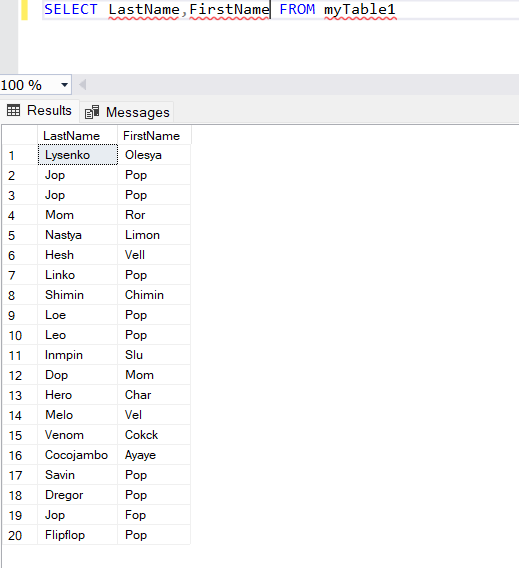 SELECT LastName,FirstName FROM myTable1
100 %
Results Messages
LastName FirstName
1 Lysenko Olesya
2 Jop Pop
3 Jop Pop
4 Mom Ror
5 Nastya Limon
6 Hesh Vell
7 Linko Pop
8 Shimin Chimin
9 Loe Pop
10 Leo Pop
11 Inmpin Slu
12 Dop Mom
13 Hero Char
14 Melo Vel
15 Venom Cokck
16 Cocojambo Ayaye
17 Savin Pop
18 Dregor Pop
19 Jop Fop
20 Flipflop Pop